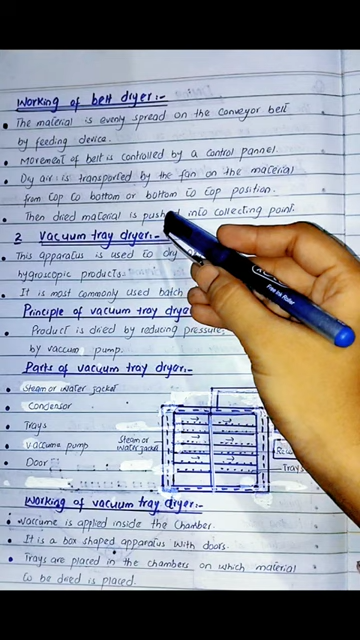 Working of belt dryer:-
The material is evenly spread on the conveyor belt
by feeding device.
Movement of belt is controlled by a control pannel.
Dry air is transported by the fan on the material
from top to bottom or bottom to top position.
Then dried material is pushed into collecting point.
2 Vacuum tray dryer:-
This apparatus is used to dry
hygroscopic products.
It is most commonly used batch
Principle of vacuum tray dryer
Product is dried by reducing pressure,
by vaccum pump.
Parts of vacuum tray dryer.-
Steam or water jacket
Condensor
Trays
vaccume pump
Door
Steam or
water jacket
Trays
Working of vacuum tray dryer:-
vaccume is applied inside the chamber.
It is a box shaped apparatus with doors.
Trays are placed in the chambers on which material
to be dried is placed.